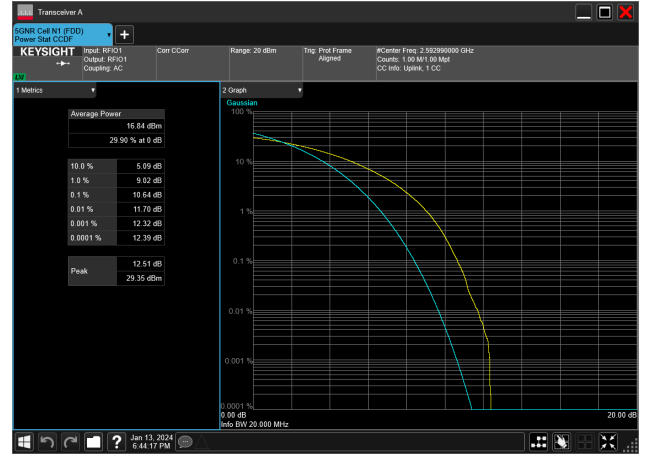 Transceiver A
5GNR Cell N1 (FDD)
Power Stat CCDF
KEYSIGHT
Input: RFIO1
Output: RFIO1
Coupling: AC
Corr CCorr
Range: 20 dBm
Trig: Prot Frame
Aligned
#Center Freq: 2.592990000 GHz
Counts: 1.00 M/1.00 Mpt
CC Info: Uplink, 1 CC
LXI
1 Metrics
Average Power
16.84 dBm
29.90 % at 0 dB
10.0 % 5.09 dB
1.0 % 9.02 dB
0.1 % 10.64 dB
0.01 % 11.70 dB
0.001 % 12.32 dB
0.0001 % 12.39 dB
Peak
12.51 dB
29.35 dBm
2 Graph
Gaussian
100 %
10 %
1 %
0.1 %
0.01 %
0.001 %
0.0001 %
0.00 dB
20.00 dB
Info BW 20.000 MHz
?
Jan 13, 2024
6:44:17 PM